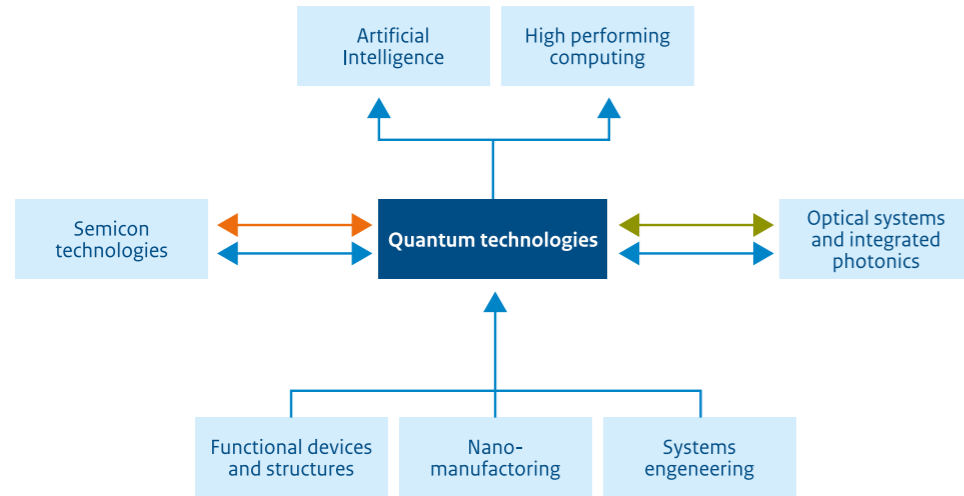 Artificial
Intelligence
High performing
computing
Semicon
technologies
Quantum technologies
Optical systems
and integrated
photonics
Functional devices
and structures
Nano-
manufactoring
Systems
engeneering